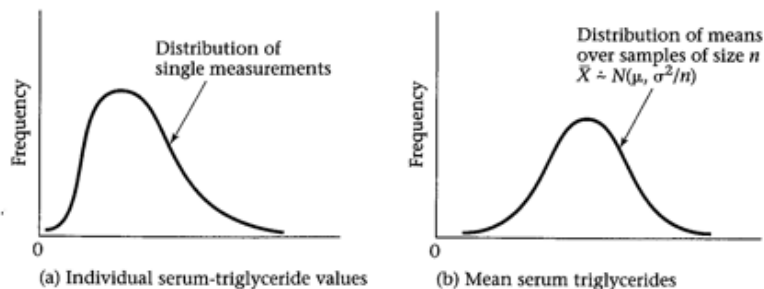 Distribution of
single measurements
Frequency
0
(a) Individual serum-triglyceride values
Distribution of means
over samples of size n
X̄ ∻ N(μ, σ²/n)
Frequency
0
(b) Mean serum triglycerides